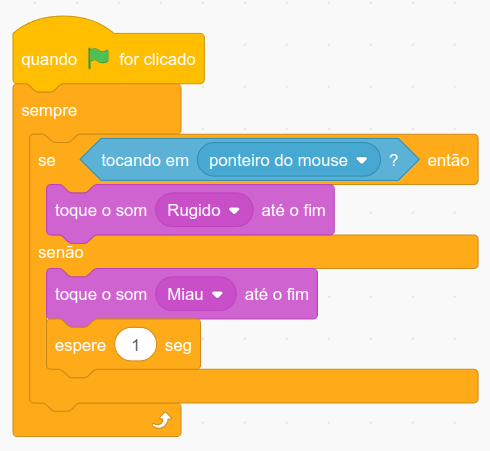 quando for clicado
sempre
se tocando em ponteiro do mouse ? então
toque o som Rugido até o fim
senão
toque o som Miau até o fim
espere 1 seg